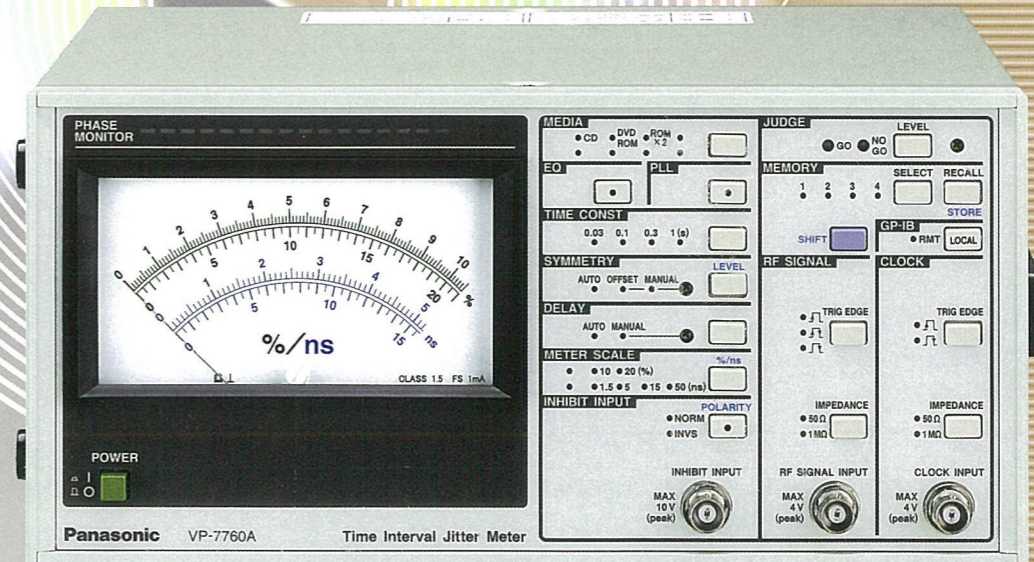 PHASE
MONITOR
0 1 2 3 4 5 6 7 8 9 10
0 5 10 15 20 %
0 1 2 3 4 5 ns
0 5 10 15
%/ns
CLASS 1.5 FS 1mA
POWER
Panasonic VP-7760A Time Interval Jitter Meter
MEDIA
CD DVD ROM ROM ×2
EQ PLL
TIME CONST
0.03 0.1 0.3 1 (s)
SYMMETRY LEVEL
AUTO OFFSET MANUAL
DELAY
AUTO MANUAL
METER SCALE %/ns
10 20 (%)
1.5 5 15 50 (ns)
INHIBIT INPUT POLARITY
NORM
INVS
INHIBIT INPUT
MAX
10 V
(peak)
JUDGE LEVEL
GO NO GO
MEMORY SELECT RECALL
1 2 3 4
STORE
SHIFT
GP-IB
RMT LOCAL
RF SIGNAL
TRIG EDGE
IMPEDANCE
50Ω
1MΩ
RF SIGNAL INPUT
MAX
4 V
(peak)
CLOCK
TRIG EDGE
IMPEDANCE
50Ω
1MΩ
CLOCK INPUT
MAX
4 V
(peak)